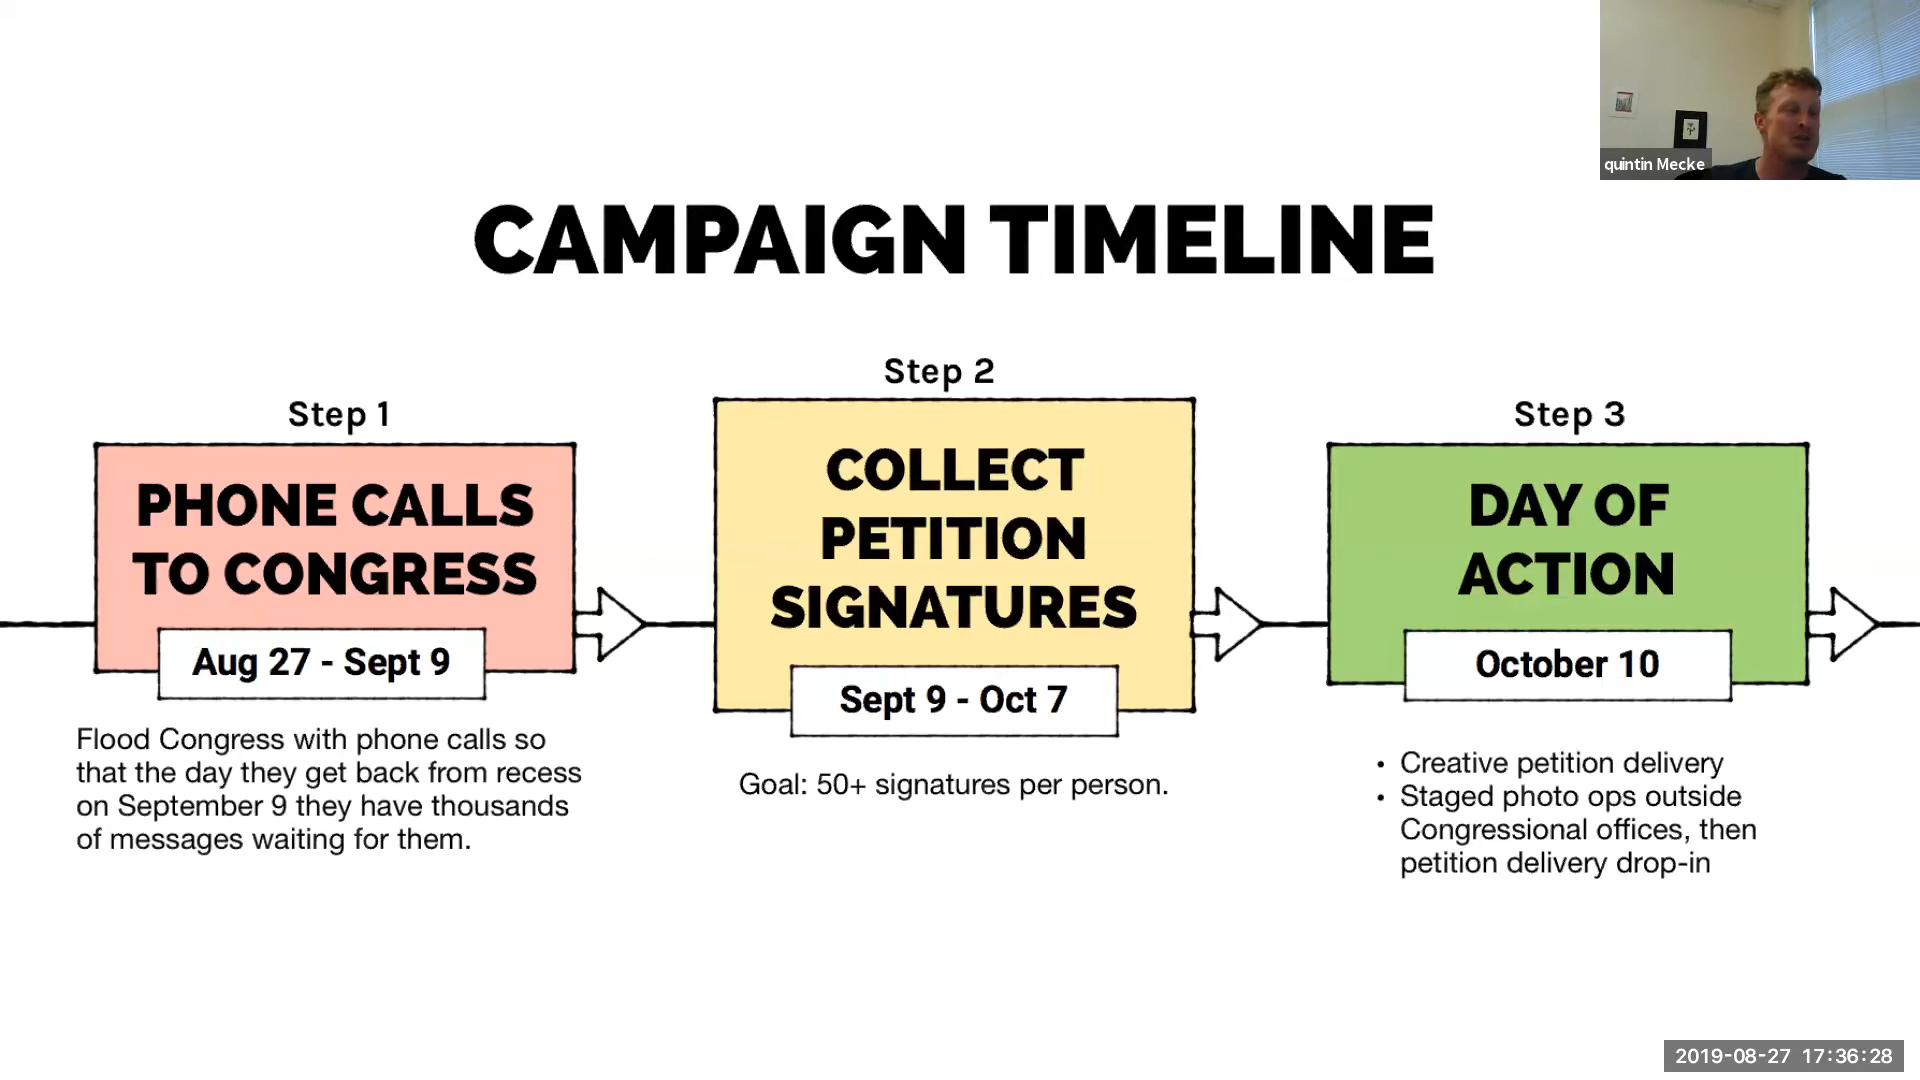 quintin Mecke
CAMPAIGN TIMELINE
Step 1
PHONE CALLS
TO CONGRESS
Aug 27 - Sept 9
Flood Congress with phone calls so
that the day they get back from recess
on September 9 they have thousands
of messages waiting for them.
Step 2
COLLECT
PETITION
SIGNATURES
Sept 9 - Oct 7
Goal: 50+ signatures per person.
Step 3
DAY OF
ACTION
October 10
• Creative petition delivery
• Staged photo ops outside
Congressional offices, then
petition delivery drop-in
2019-08-27 17:36:28